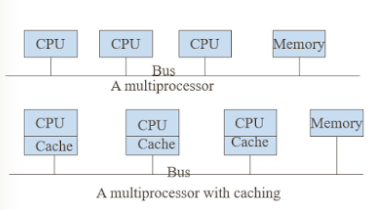 CPU CPU CPU Memory
Bus
A multiprocessor
CPU CPU CPU Memory
Cache Cache Cache
Bus
A multiprocessor with caching